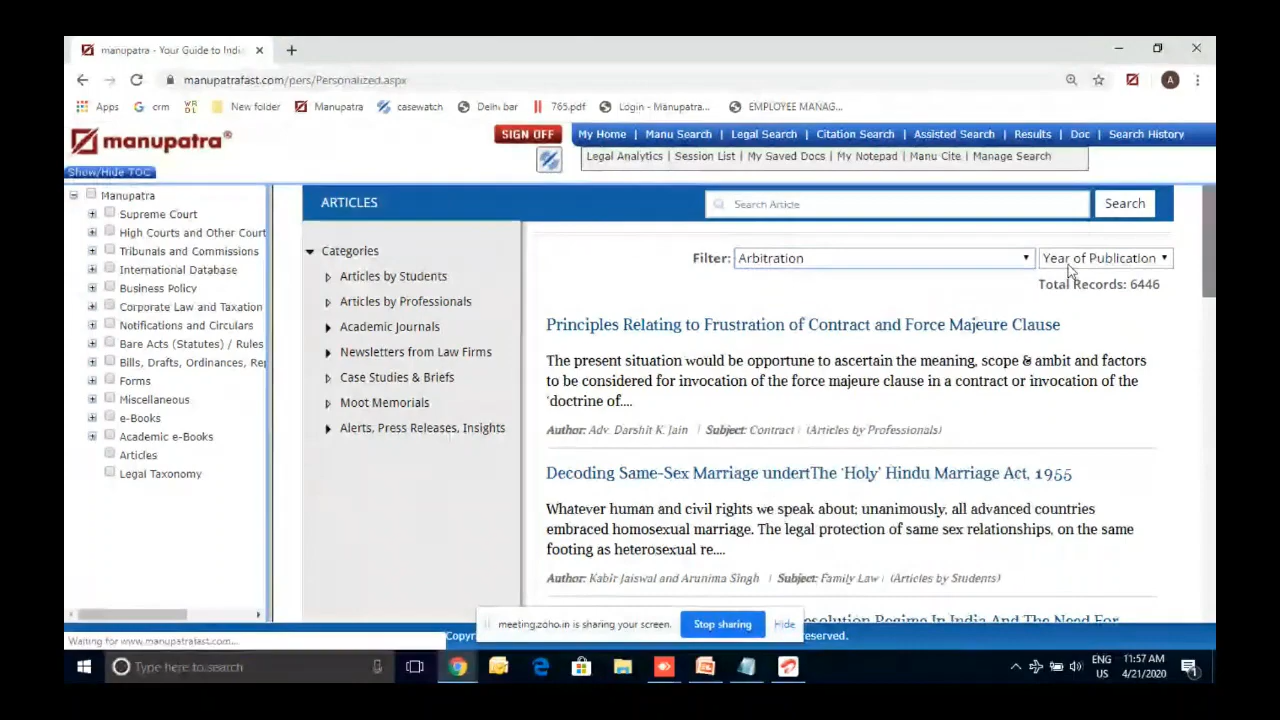 manupatra - Your Guide to Indi
manupatrafast.com/pers/Personalized.aspx
Apps crm New folder Manupatra casewatch Delhi bar 765.pdf Login - Manupatra... EMPLOYEE MANAG...
manupatra®
SIGN OFF
My Home | Manu Search | Legal Search | Citation Search | Assisted Search | Results | Doc | Search History
Legal Analytics | Session List | My Saved Docs | My Notepad | Manu Cite | Manage Search
Show/Hide TOC
Manupatra
Supreme Court
High Courts and Other Court
Tribunals and Commissions
International Database
Business Policy
Corporate Law and Taxation
Notifications and Circulars
Bare Acts (Statutes) / Rules
Bills, Drafts, Ordinances, Rep
Forms
Miscellaneous
e-Books
Academic e-Books
Articles
Legal Taxonomy
ARTICLES
Search Article
Search
Categories
Articles by Students
Articles by Professionals
Academic Journals
Newsletters from Law Firms
Case Studies & Briefs
Moot Memorials
Alerts, Press Releases, Insights
Filter: Arbitration Year of Publication
Total Records: 6446
Principles Relating to Frustration of Contract and Force Majeure Clause
The present situation would be opportune to ascertain the meaning, scope & ambit and factors
to be considered for invocation of the force majeure clause in a contract or invocation of the
'doctrine of....
Author: Adv. Darshit K. Jain | Subject: Contract | (Articles by Professionals)
Decoding Same-Sex Marriage undertThe 'Holy' Hindu Marriage Act, 1955
Whatever human and civil rights we speak about; unanimously, all advanced countries
embraced homosexual marriage. The legal protection of same sex relationships, on the same
footing as heterosexual re....
Author: Kabir Jaiswal and Arunima Singh | Subject: Family Law | (Articles by Students)
esolution Regime In India And The Need For
meeting.zoho.in is sharing your screen. Stop sharing Hide
Waiting for www.manupatrafast.com...
Copyr
reserved.
Type here to search
ENG
US
11:57 AM
4/21/2020
1
A